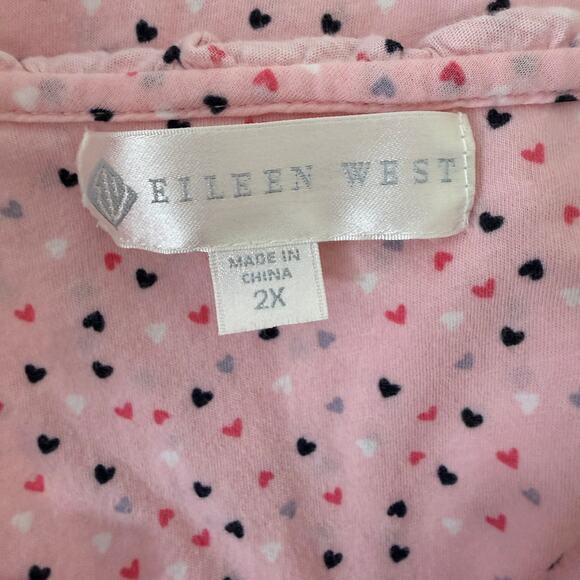 EILEEN WEST
MADE IN
CHINA
2X